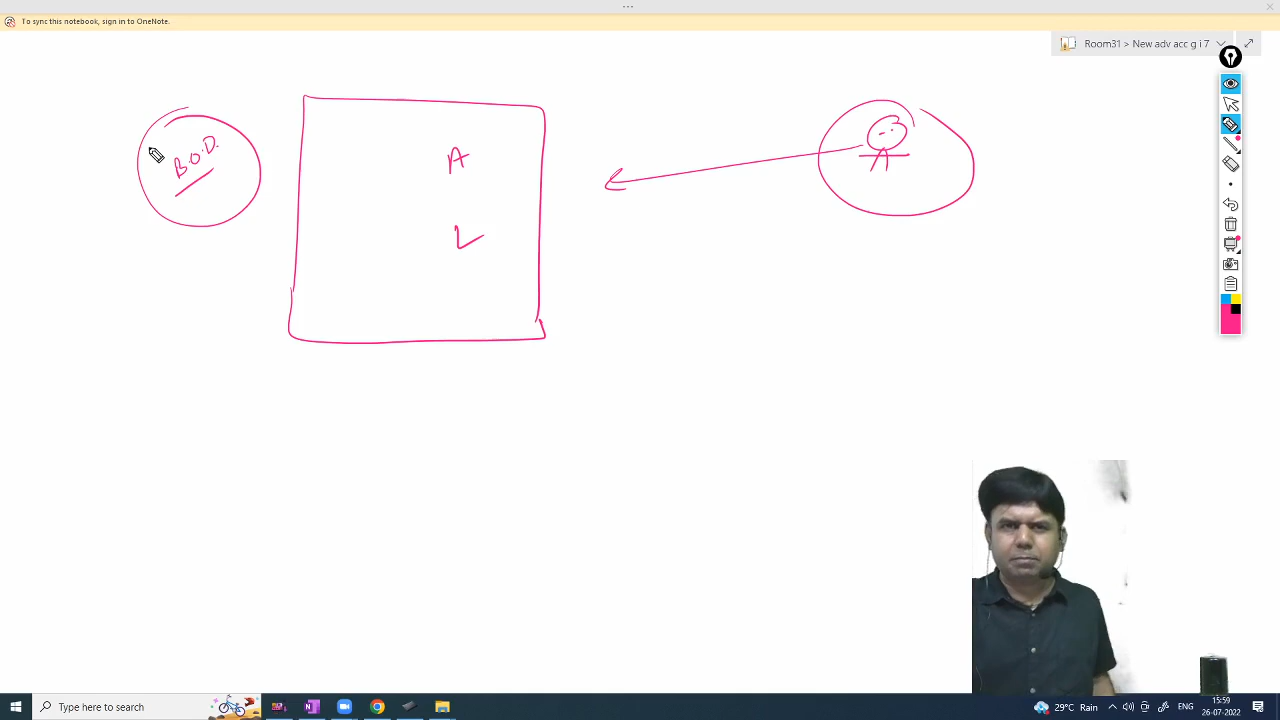 To sync this notebook, sign in to OneNote.
Room31 > New adv acc g i 7
B.O.D.
A
L
Type here to search
29°C Rain
15:59
26-07-2022